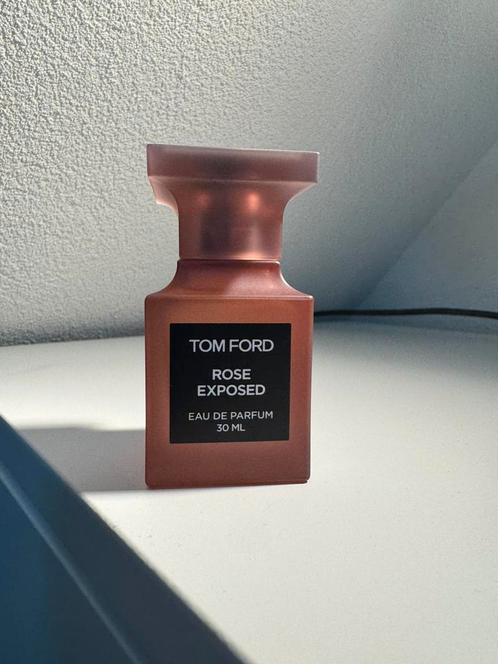 TOM FORD
ROSE
EXPOSED
EAU DE PARFUM
30 ML